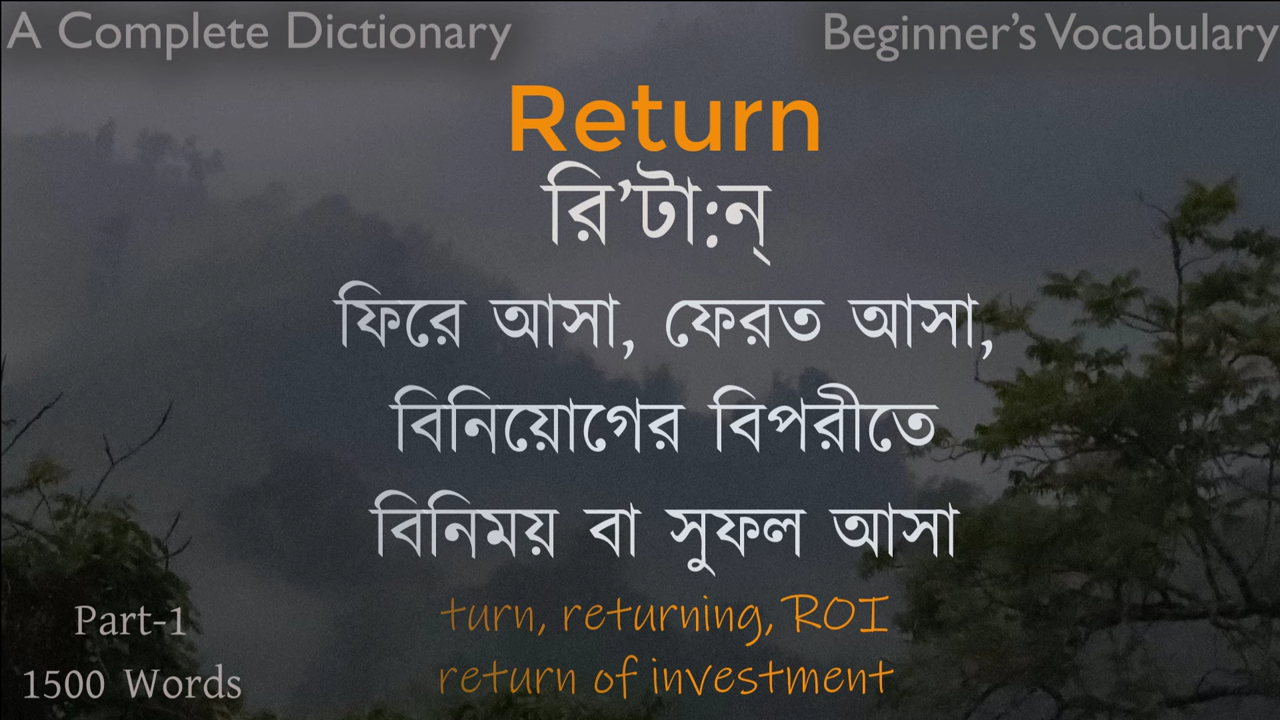 A Complete Dictionary
Beginner's Vocabulary
Return
রি'টা:ন্
ফিরে আসা, ফেরত আসা,
বিনিয়োগের বিপরীতে
বিনিময় বা সুফল আসা
turn, returning, ROI
return of investment
Part-1
1500 Words